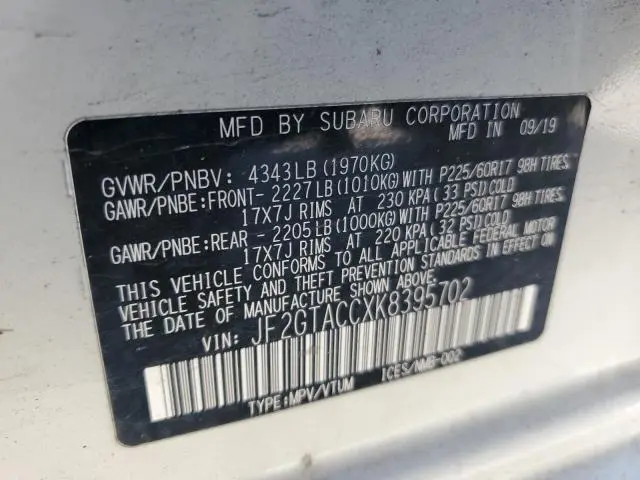 MFD BY SUBARU CORPORATION
MFD IN 09/19
GVWR/PNBV: 4343LB(1970KG)
GAWR/PNBE:FRONT- 2227LB(1010KG)WITH P225/60R17 98H TIRES,
17X7J RIMS AT 230 KPA(33 PSI)COLD
GAWR/PNBE:REAR - 2205LB(1000KG)WITH P225/60R17 98H TIRES,
17X7J RIMS AT 220 KPA(32 PSI)COLD
THIS VEHICLE CONFORMS TO ALL APPLICABLE FEDERAL MOTOR
VEHICLE SAFETY AND THEFT PREVENTION STANDARDS IN EFFECT ON
THE DATE OF MANUFACTURE SHOWN ABOVE.
VIN: JF2GTACCXK8395702
ICES/NMB-002
TYPE:MPV/VTUM